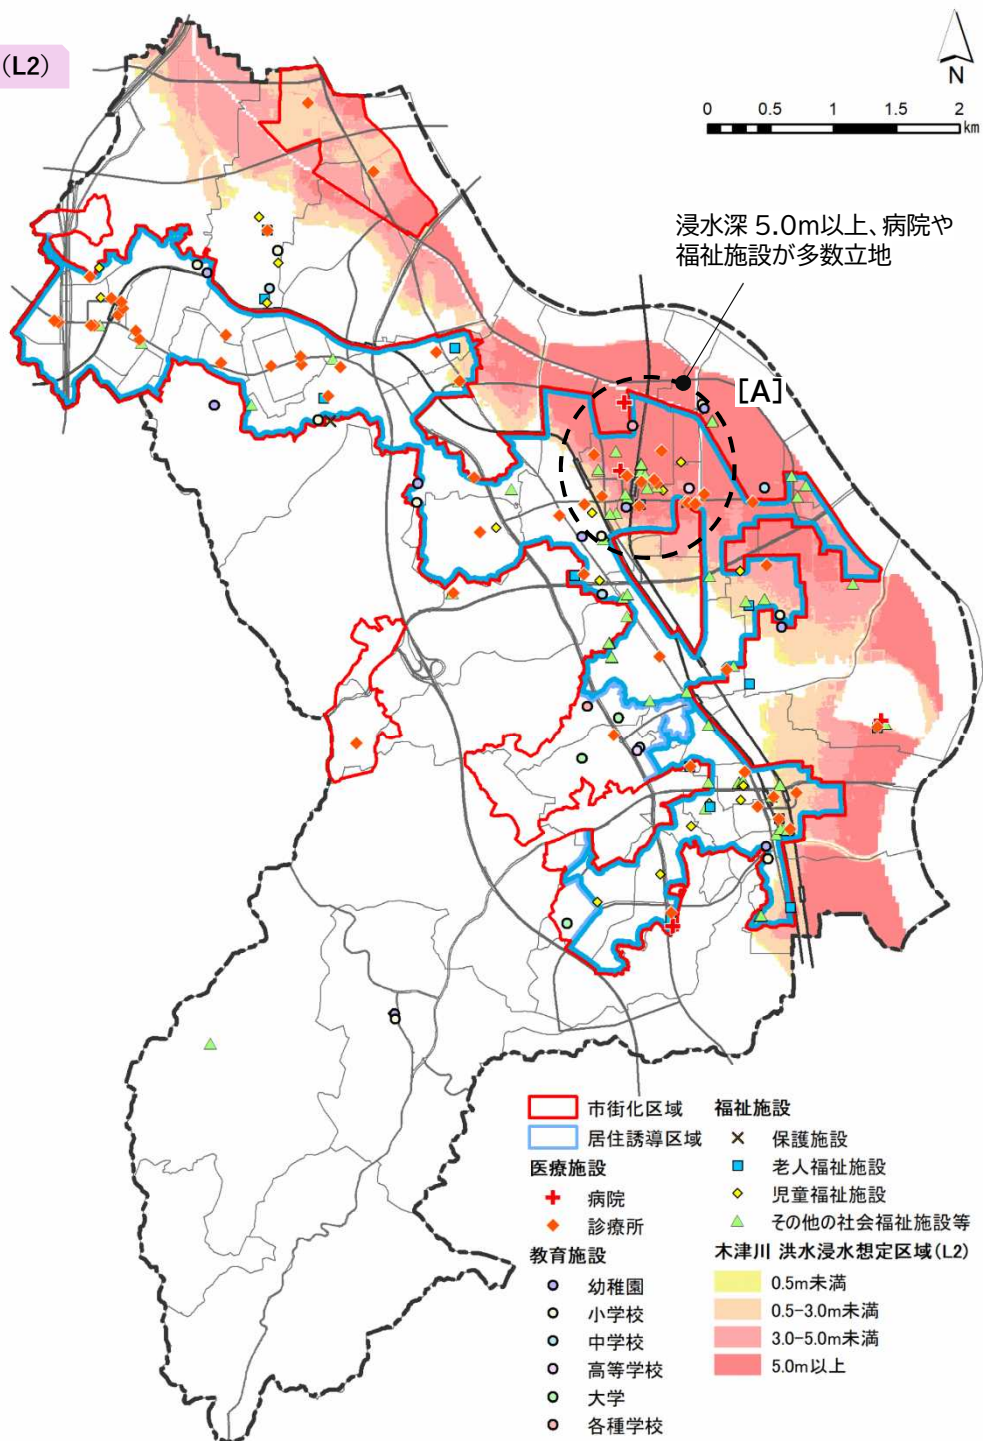 (L2)
N
0 0.5 1 1.5 2
km
浸水深 5.0m以上、病院や
福祉施設が多数立地
[A]
市街化区域
居住誘導区域
医療施設
病院
診療所
教育施設
幼稚園
小学校
中学校
高等学校
大学
各種学校
福祉施設
保護施設
老人福祉施設
児童福祉施設
その他の社会福祉施設等
木津川 洪水浸水想定区域(L2)
0.5m未満
0.5-3.0m未満
3.0-5.0m未満
5.0m以上